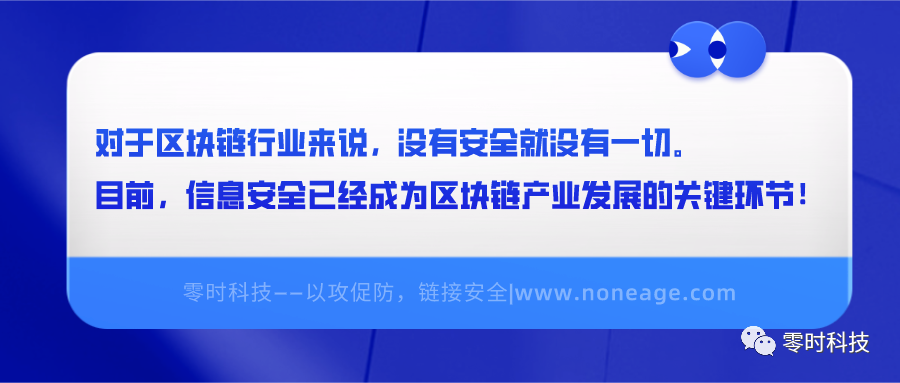 对于区块链行业来说，没有安全就没有一切。
目前，信息安全已经成为区块链产业发展的关键环节！
零时科技——以攻促防，链接安全|www.noneage.com
零时科技